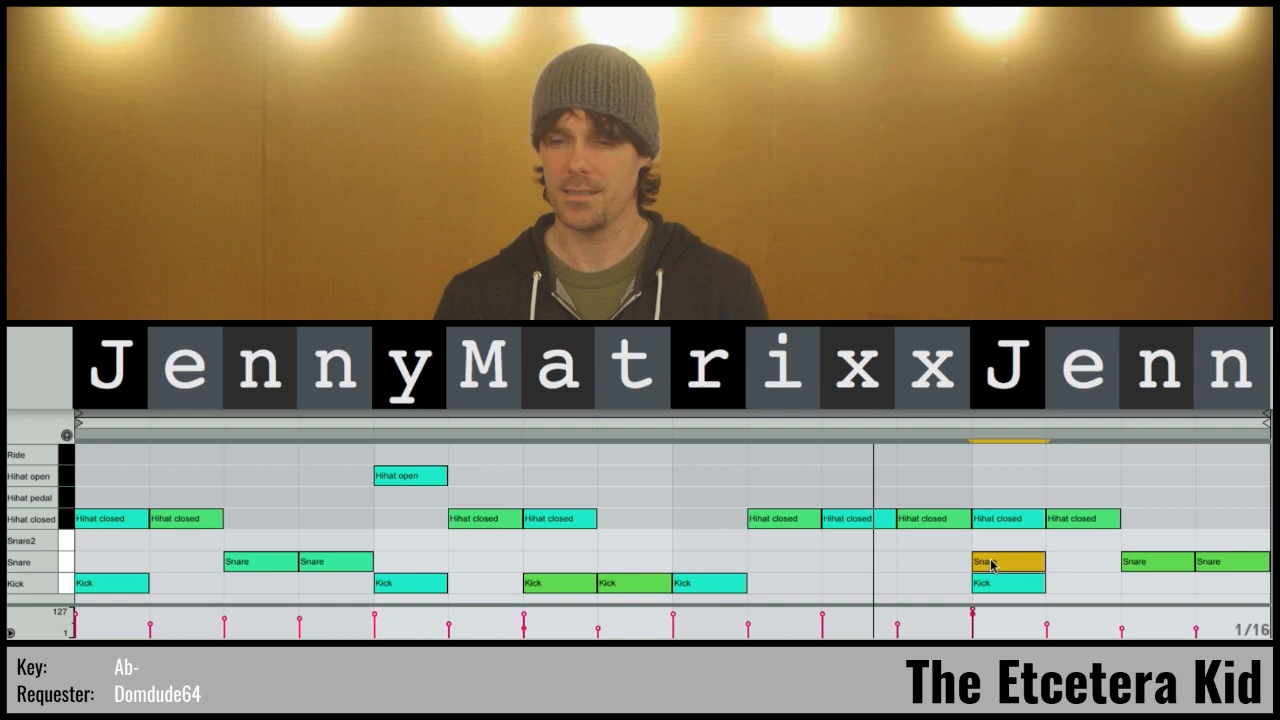 JennyMatrixxJenn
Ride
Hihat open Hihat open
Hihat pedal
Hihat closed Hihat closed Hihat closed Hihat closed Hihat closed Hihat closed Hihat closed Hihat closed Hihat closed Hihat closed
Snare2
Snare Snare Snare Snare Snare
Kick Kick Kick Kick Kick Kick Kick
127
1 1/16
Key: Ab-
Requester: Domdude64
The Etcetera Kid